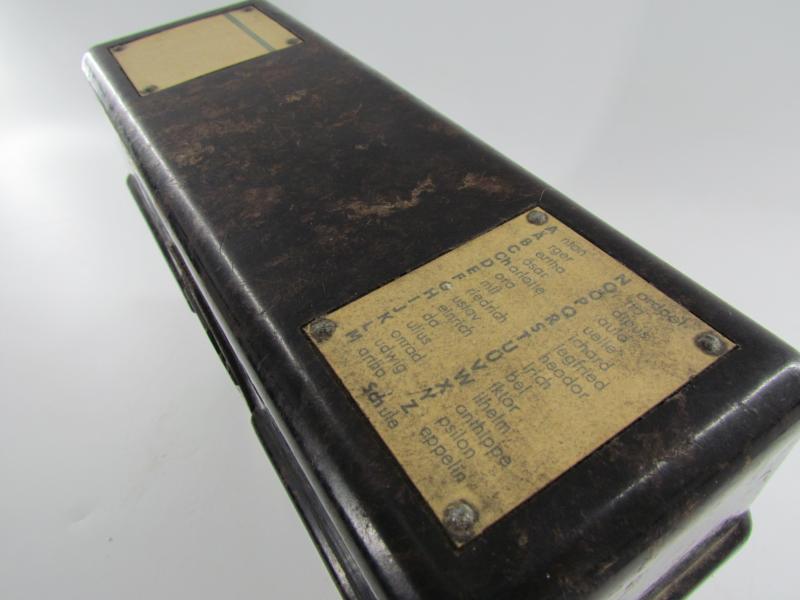 Anton
Ärger
Bertha
Cäsar
Charlotte
Dora
Emil
Friedrich
Gustav
Heinrich
Ida
Julius
Konrad
Ludwig
Martha
Schule
Nordpol
Otto
Ödipus
Paula
Quelle
Richard
Siegfried
Theodor
Ulrich
Übel
Viktor
Wilhelm
Xanthippe
Ypsilon
Zeppelin